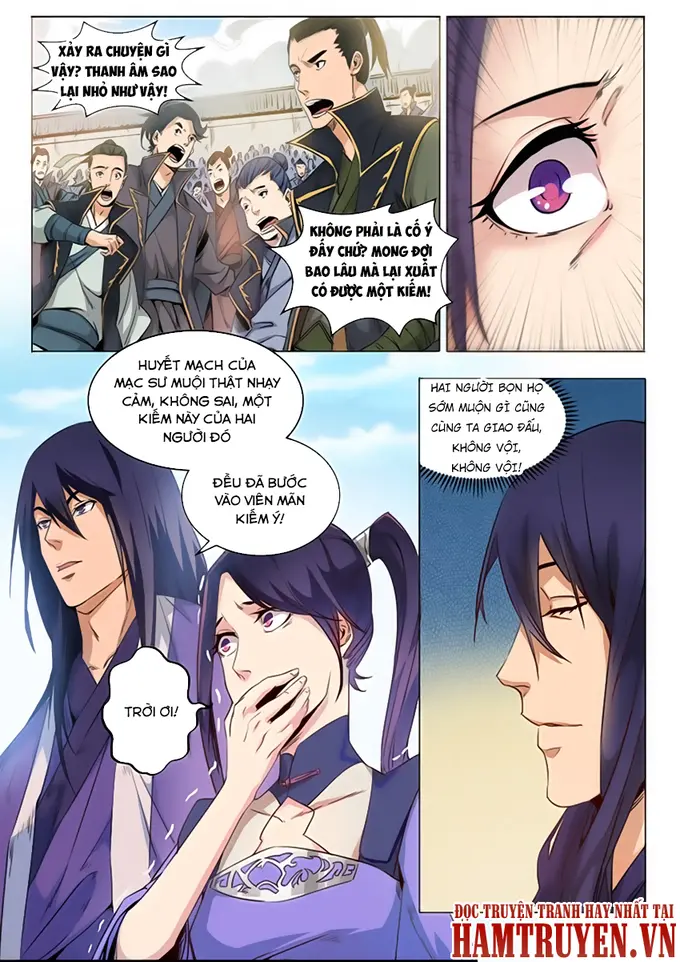 XẢY RA CHUYỆN GÌ
VẬY? THANH ÂM SAO
LẠI NHỎ NHƯ VẬY!
KHÔNG PHẢI LÀ CỐ Ý
ĐẤY CHỨ? MONG ĐỢI
BAO LÂU MÀ LẠI XUẤT
CÓ ĐƯỢC MỘT KIẾM!
HUYẾT MẠCH CỦA
MẠC SƯ MUỘI THẬT NHẠY
CẢM, KHÔNG SAI, MỘT
KIẾM NÀY CỦA HAI
NGƯỜI ĐÓ
ĐỀU ĐÃ BƯỚC
VÀO VIÊN MÃN
KIẾM Ý!
TRỜI ƠI!
HAI NGƯỜI BỌN HỌ
SỚM MUỘN GÌ CŨNG
CÙNG TA GIAO ĐẤU,
KHÔNG VỘI,
KHÔNG VỘI!
ĐỌC-TRUYỆN-TRANH HAY NHẤT TẠI
HAMTRUYEN.VN